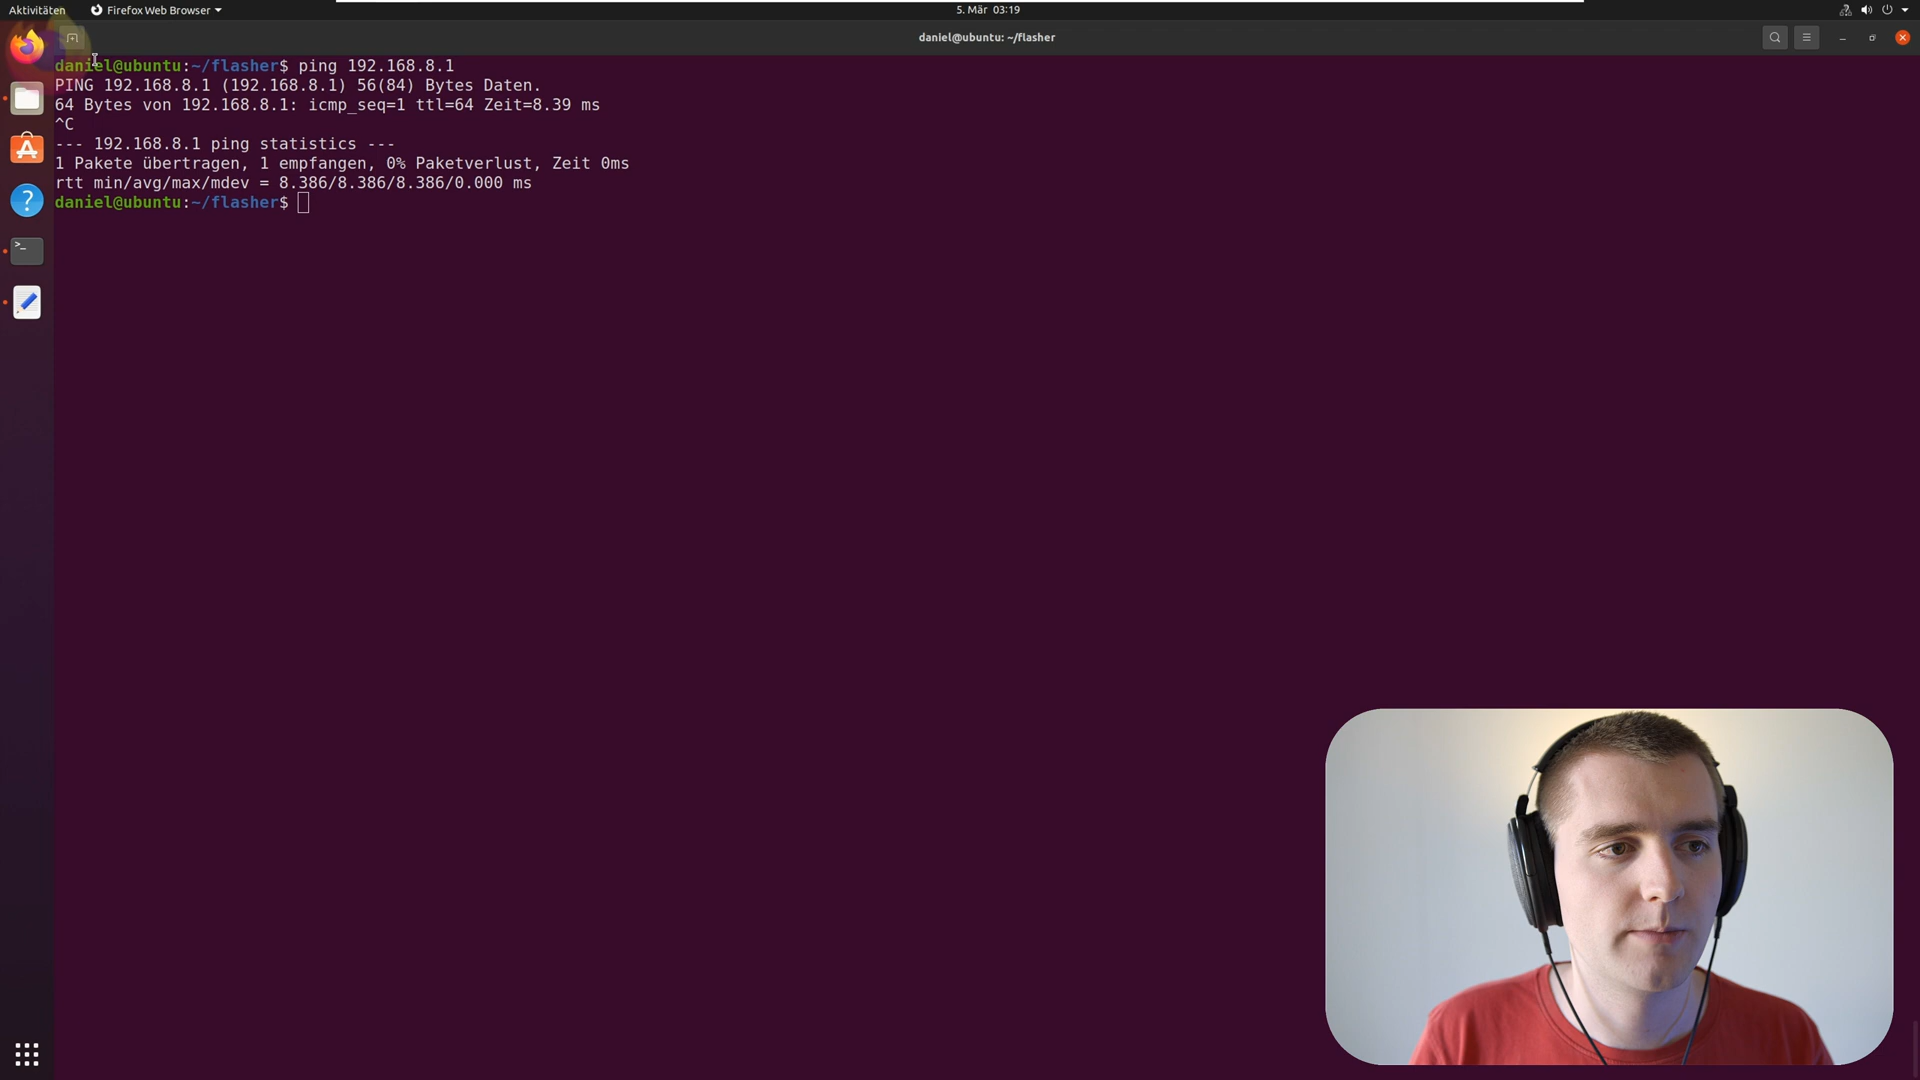 Aktivitäten Firefox Web Browser 5. Mär 03:19
daniel@ubuntu: ~/flasher
daniel@ubuntu:~/flasher$ ping 192.168.8.1
PING 192.168.8.1 (192.168.8.1) 56(84) Bytes Daten.
64 Bytes von 192.168.8.1: icmp_seq=1 ttl=64 Zeit=8.39 ms
^C
--- 192.168.8.1 ping statistics ---
1 Pakete übertragen, 1 empfangen, 0% Paketverlust, Zeit 0ms
rtt min/avg/max/mdev = 8.386/8.386/8.386/0.000 ms
daniel@ubuntu:~/flasher$